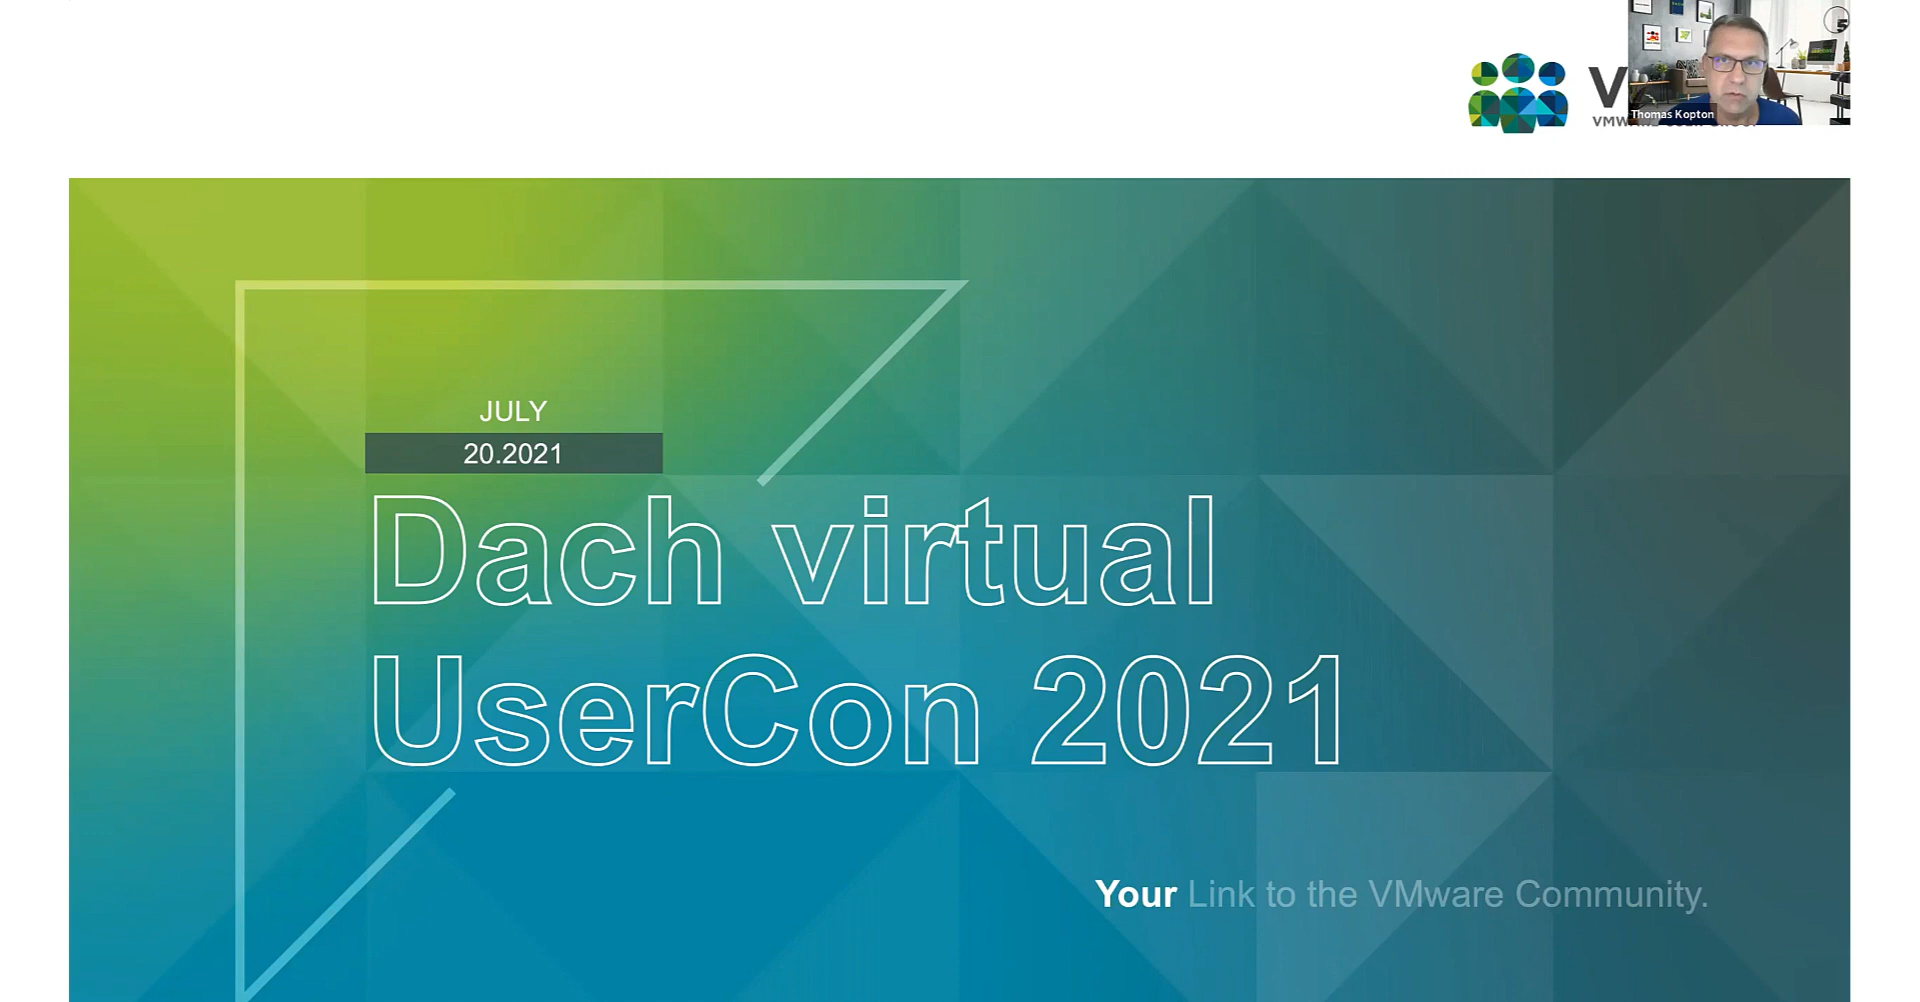 Thomas Kopton
JULY
20.2021
Dach virtual
UserCon 2021
Your Link to the VMware Community.